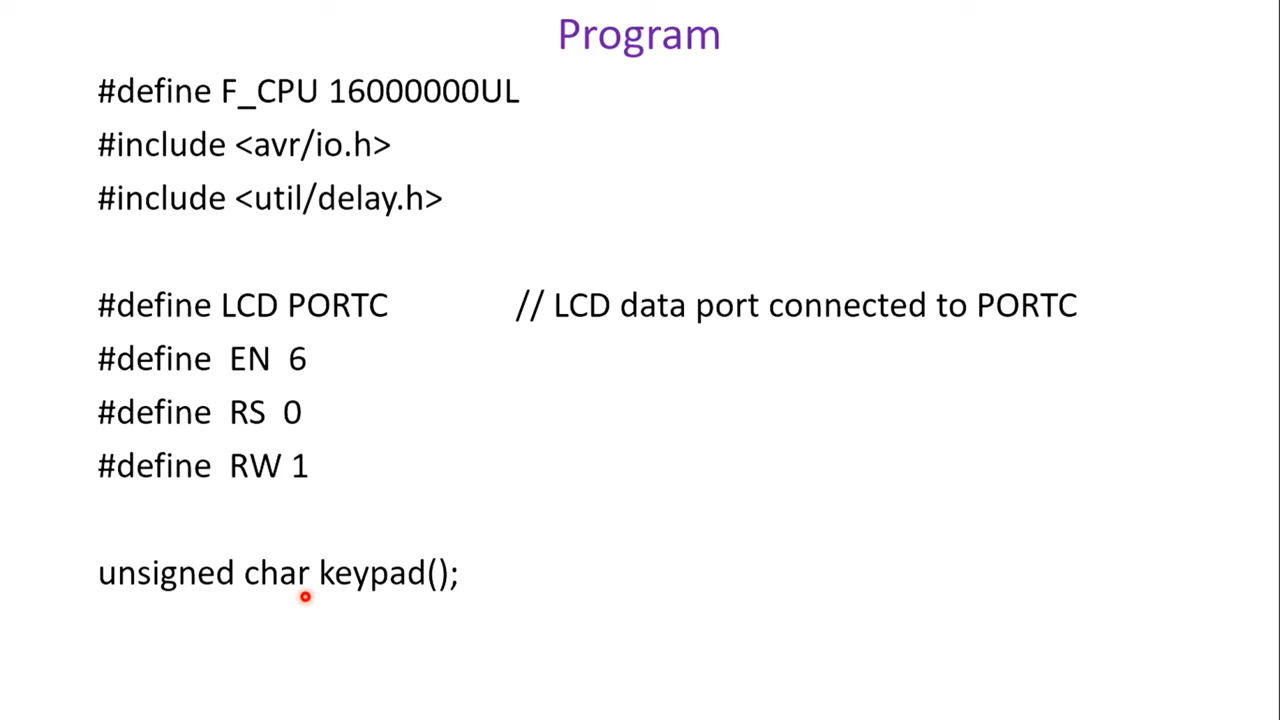 Program
#define F_CPU 16000000UL
#include <avr/io.h>
#include <util/delay.h>
#define LCD PORTC // LCD data port connected to PORTC
#define EN 6
#define RS 0
#define RW 1
unsigned char keypad();